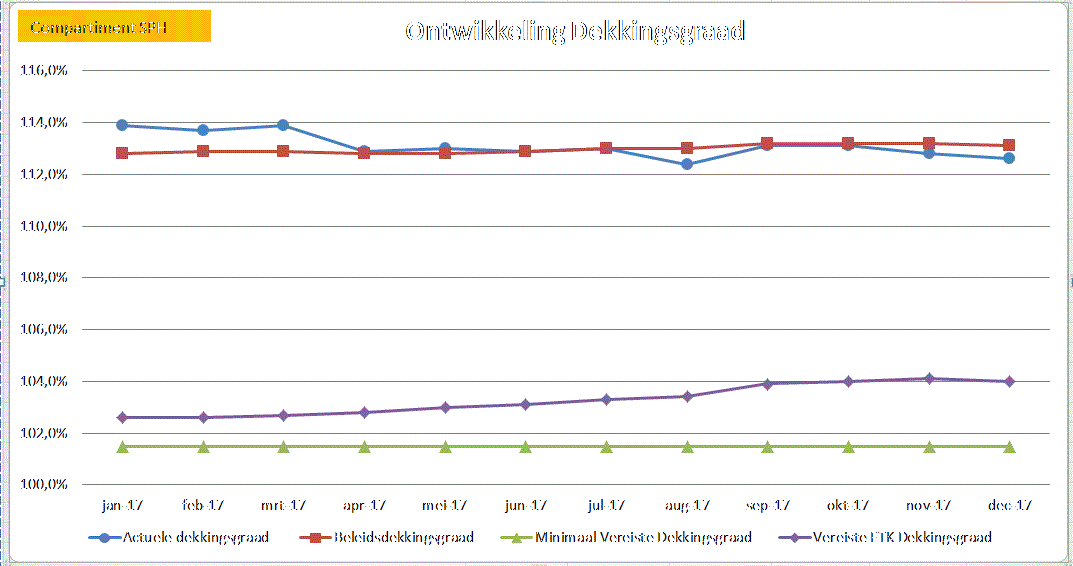 Compartiment SPH
Ontwikkeling Dekkingsgraad
116,0%
114,0%
112,0%
110,0%
108,0%
106,0%
104,0%
102,0%
100,0%
jan-17 feb-17 mrt-17 apr-17 mei-17 jun-17 jul-17 aug-17 sep-17 okt-17 nov-17 dec-17
Actuele dekkingsgraad Beleidsdekkingsgraad Minimaal Vereiste Dekkingsgraad Vereiste FTK Dekkingsgraad